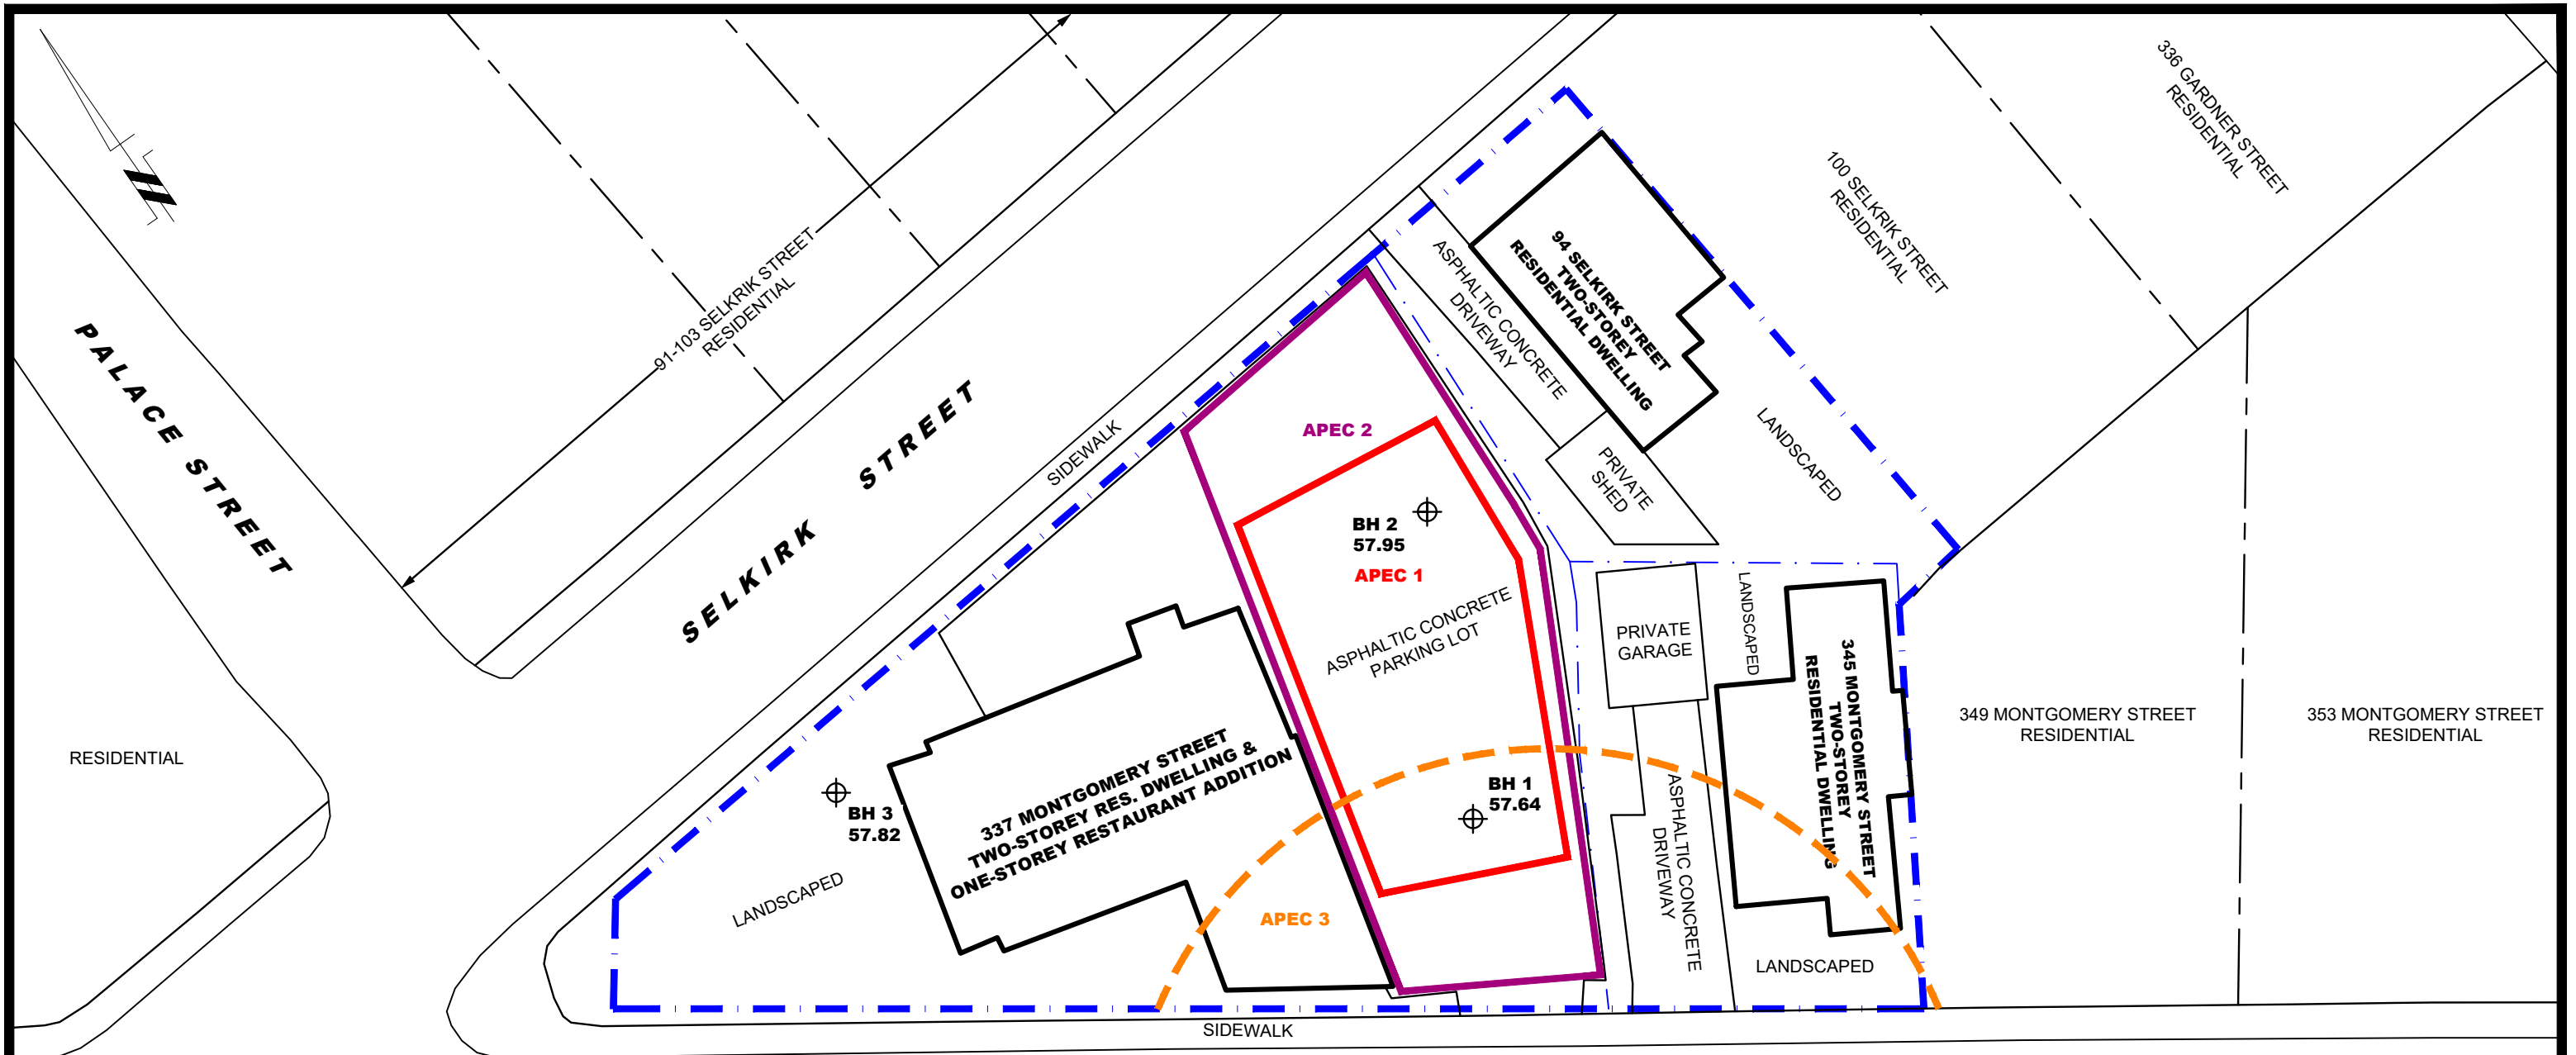 336 GARDNER STREET
RESIDENTIAL
100 SELKRIK STREET
RESIDENTIAL
91-103 SELKRIK STREET
RESIDENTIAL
PALACE STREET
SELKIRK STREET
SIDEWALK
ASPHALTIC CONCRETE
DRIVEWAY
94 SELKIRK STREET
TWO-STOREY
RESIDENTIAL DWELLING
LANDSCAPED
PRIVATE
SHED
APEC 2
BH 2
57.95
APEC 1
ASPHALTIC CONCRETE
PARKING LOT
PRIVATE
GARAGE
LANDSCAPED
345 MONTGOMERY STREET
TWO-STOREY
RESIDENTIAL DWELLING
349 MONTGOMERY STREET
RESIDENTIAL
353 MONTGOMERY STREET
RESIDENTIAL
RESIDENTIAL
337 MONTGOMERY STREET
TWO-STOREY RES. DWELLING &
ONE-STOREY RESTAURANT ADDITION
BH 3
57.82
BH 1
57.64
ASPHALTIC CONCRETE
DRIVEWAY
LANDSCAPED
APEC 3
LANDSCAPED
SIDEWALK